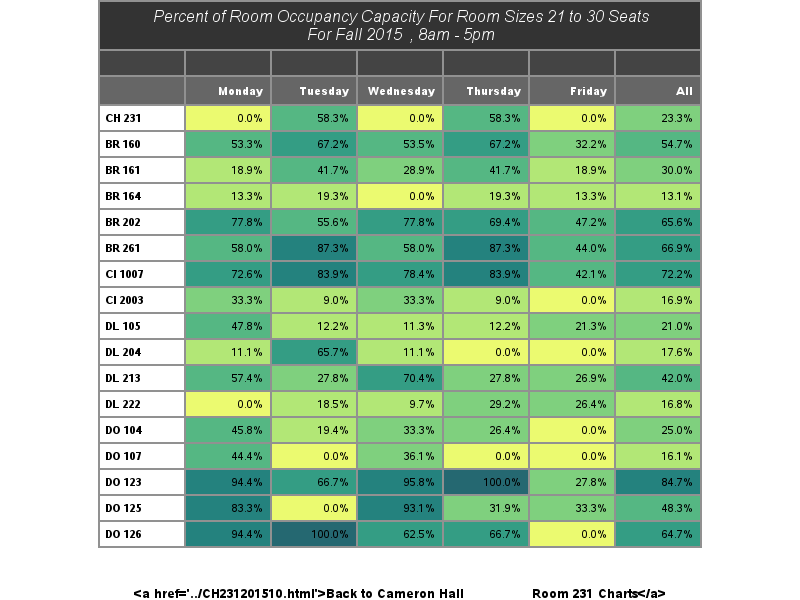 Percent of Room Occupancy Capacity For Room Sizes 21 to 30 Seats
For Fall 2015 , 8am - 5pm
Monday Tuesday Wednesday Thursday Friday All
CH 231 0.0% 58.3% 0.0% 58.3% 0.0% 23.3%
BR 160 53.3% 67.2% 53.5% 67.2% 32.2% 54.7%
BR 161 18.9% 41.7% 28.9% 41.7% 18.9% 30.0%
BR 164 13.3% 19.3% 0.0% 19.3% 13.3% 13.1%
BR 202 77.8% 55.6% 77.8% 69.4% 47.2% 65.6%
BR 261 58.0% 87.3% 58.0% 87.3% 44.0% 66.9%
CI 1007 72.6% 83.9% 78.4% 83.9% 42.1% 72.2%
CI 2003 33.3% 9.0% 33.3% 9.0% 0.0% 16.9%
DL 105 47.8% 12.2% 11.3% 12.2% 21.3% 21.0%
DL 204 11.1% 65.7% 11.1% 0.0% 0.0% 17.6%
DL 213 57.4% 27.8% 70.4% 27.8% 26.9% 42.0%
DL 222 0.0% 18.5% 9.7% 29.2% 26.4% 16.8%
DO 104 45.8% 19.4% 33.3% 26.4% 0.0% 25.0%
DO 107 44.4% 0.0% 36.1% 0.0% 0.0% 16.1%
DO 123 94.4% 66.7% 95.8% 100.0% 27.8% 84.7%
DO 125 83.3% 0.0% 93.1% 31.9% 33.3% 48.3%
DO 126 94.4% 100.0% 62.5% 66.7% 0.0% 64.7%
<a href='../CH231201510.html'>Back to Cameron Hall Room 231 Charts</a>